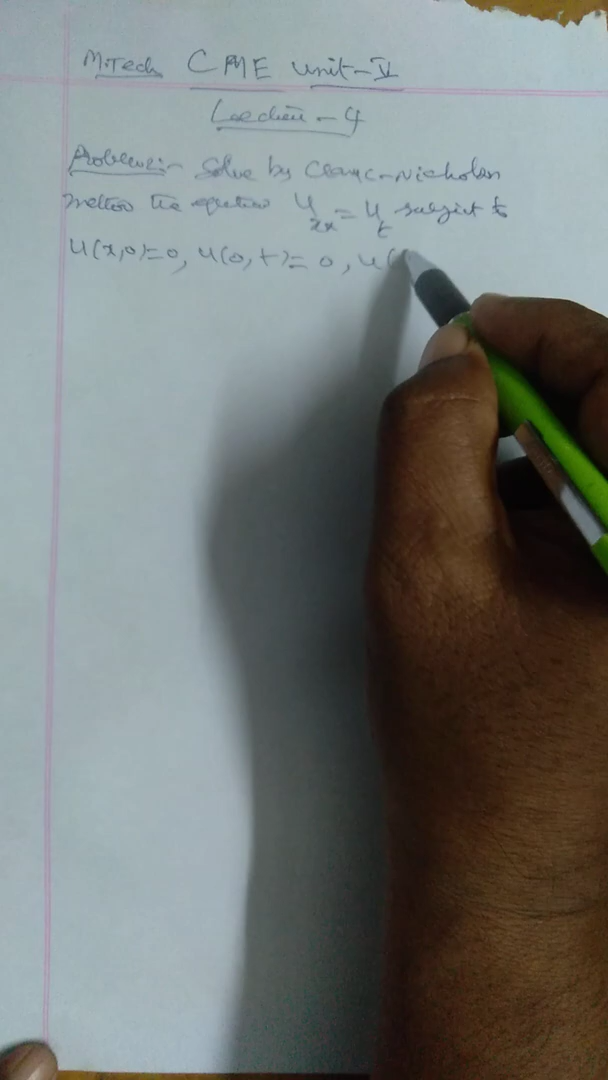 M.Tech CME Unit-V
Lecture-4
Problem:- Solve by Crank-Nicholson
method the equation u_xx = u_t subject to
u(x,0)=0, u(0,t)=0, u(